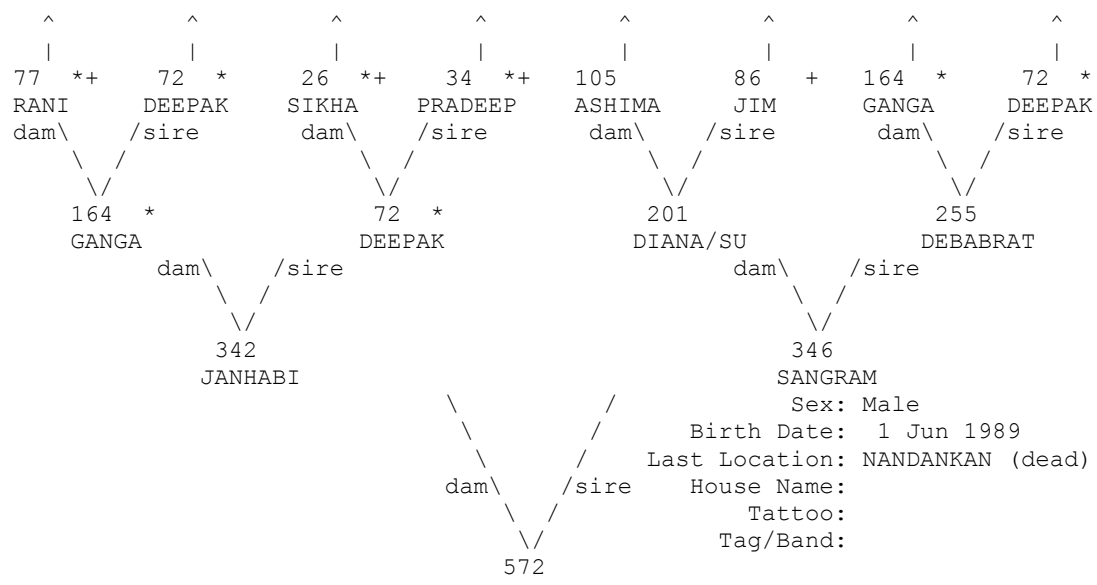 ^ ^ ^ ^ ^ ^ ^ ^
| | | | | | | |
77 *+ 72 * 26 *+ 34 *+ 105 86 + 164 * 72 *
RANI DEEPAK SIKHA PRADEEP ASHIMA JIM GANGA DEEPAK
dam\ /sire dam\ /sire dam\ /sire dam\ /sire
\ / \ / \ / \ /
\/ \/ \/ \/
164 * 72 * 201 255
GANGA DEEPAK DIANA/SU DEBABRAT
dam\ /sire dam\ /sire
\ / \ /
\/ \/
342 346
JANHABI SANGRAM
\ / Sex: Male
\ / Birth Date: 1 Jun 1989
\ / Last Location: NANDANKAN (dead)
dam\ /sire House Name:
\ / Tattoo:
\/ Tag/Band:
572